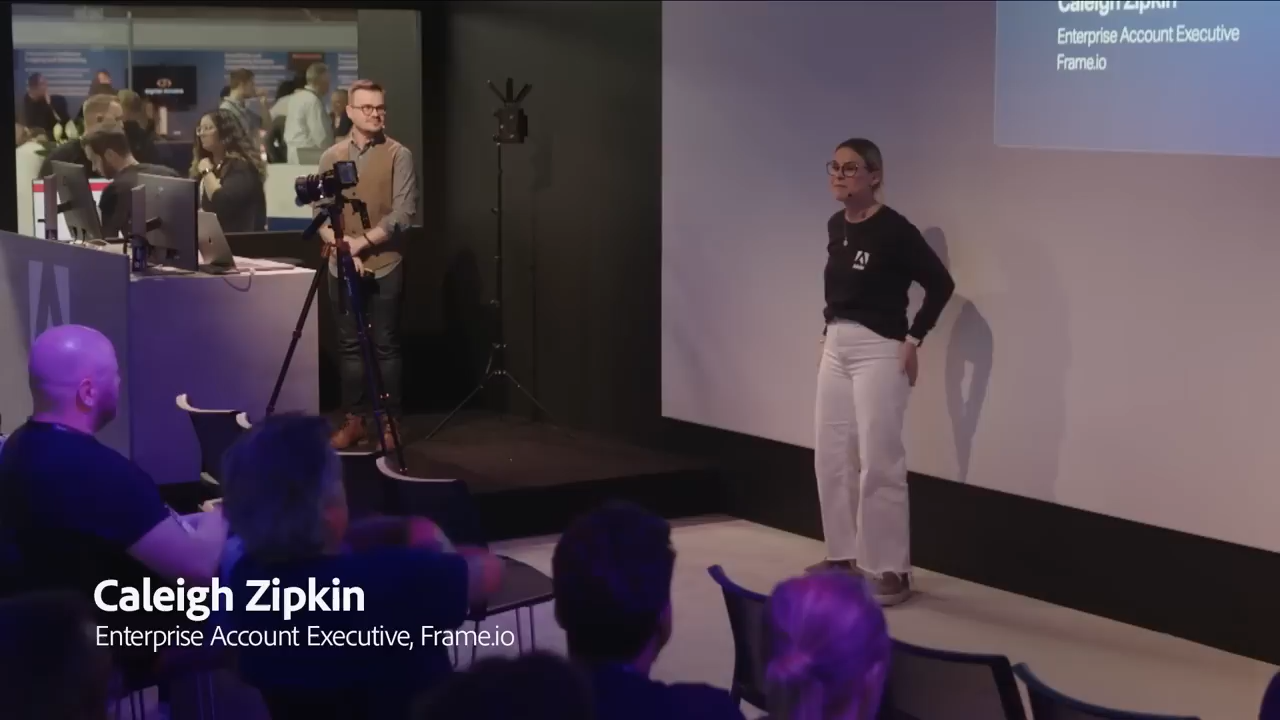 Caleigh Zipkin
Enterprise Account Executive
Frame.io
Caleigh Zipkin
Enterprise Account Executive, Frame.io